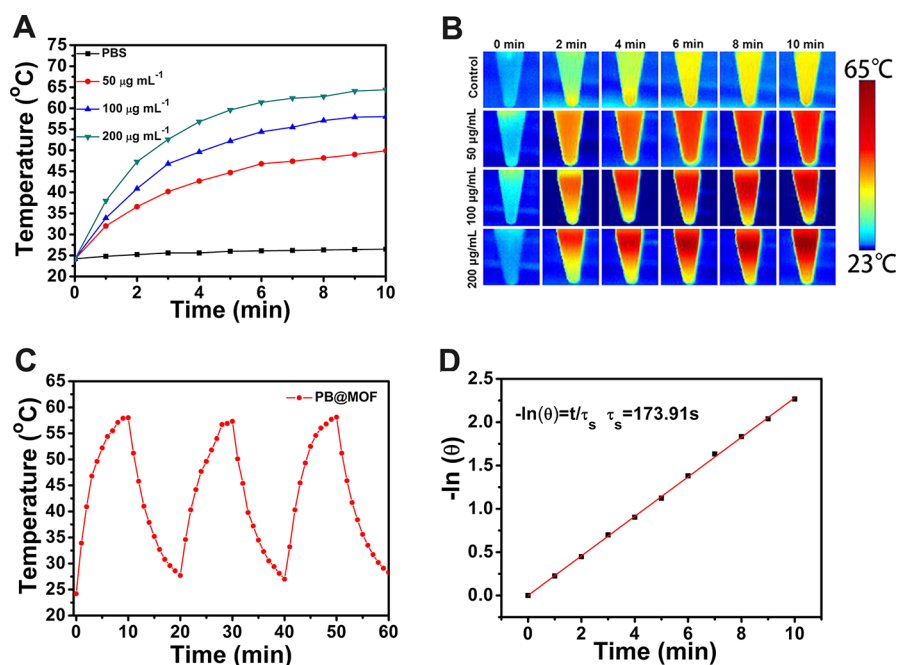 A
Temperature (°C)
75
70
65
60
55
50
45
40
35
30
25
20
PBS
50 μg mL⁻¹
100 μg mL⁻¹
200 μg mL⁻¹
0 2 4 6 8 10
Time (min)
B
0 min 2 min 4 min 6 min 8 min 10 min
Control
50 μg/mL
100 μg/mL
200 μg/mL
65℃
23℃
C
Temperature (°C)
65
60
55
50
45
40
35
30
25
20
PB@MOF
0 10 20 30 40 50 60
Time (min)
D
-ln (θ)
2.5
2.0
1.5
1.0
0.5
0.0
-ln(θ)=t/τs τs=173.91s
0 2 4 6 8 10
Time (min)